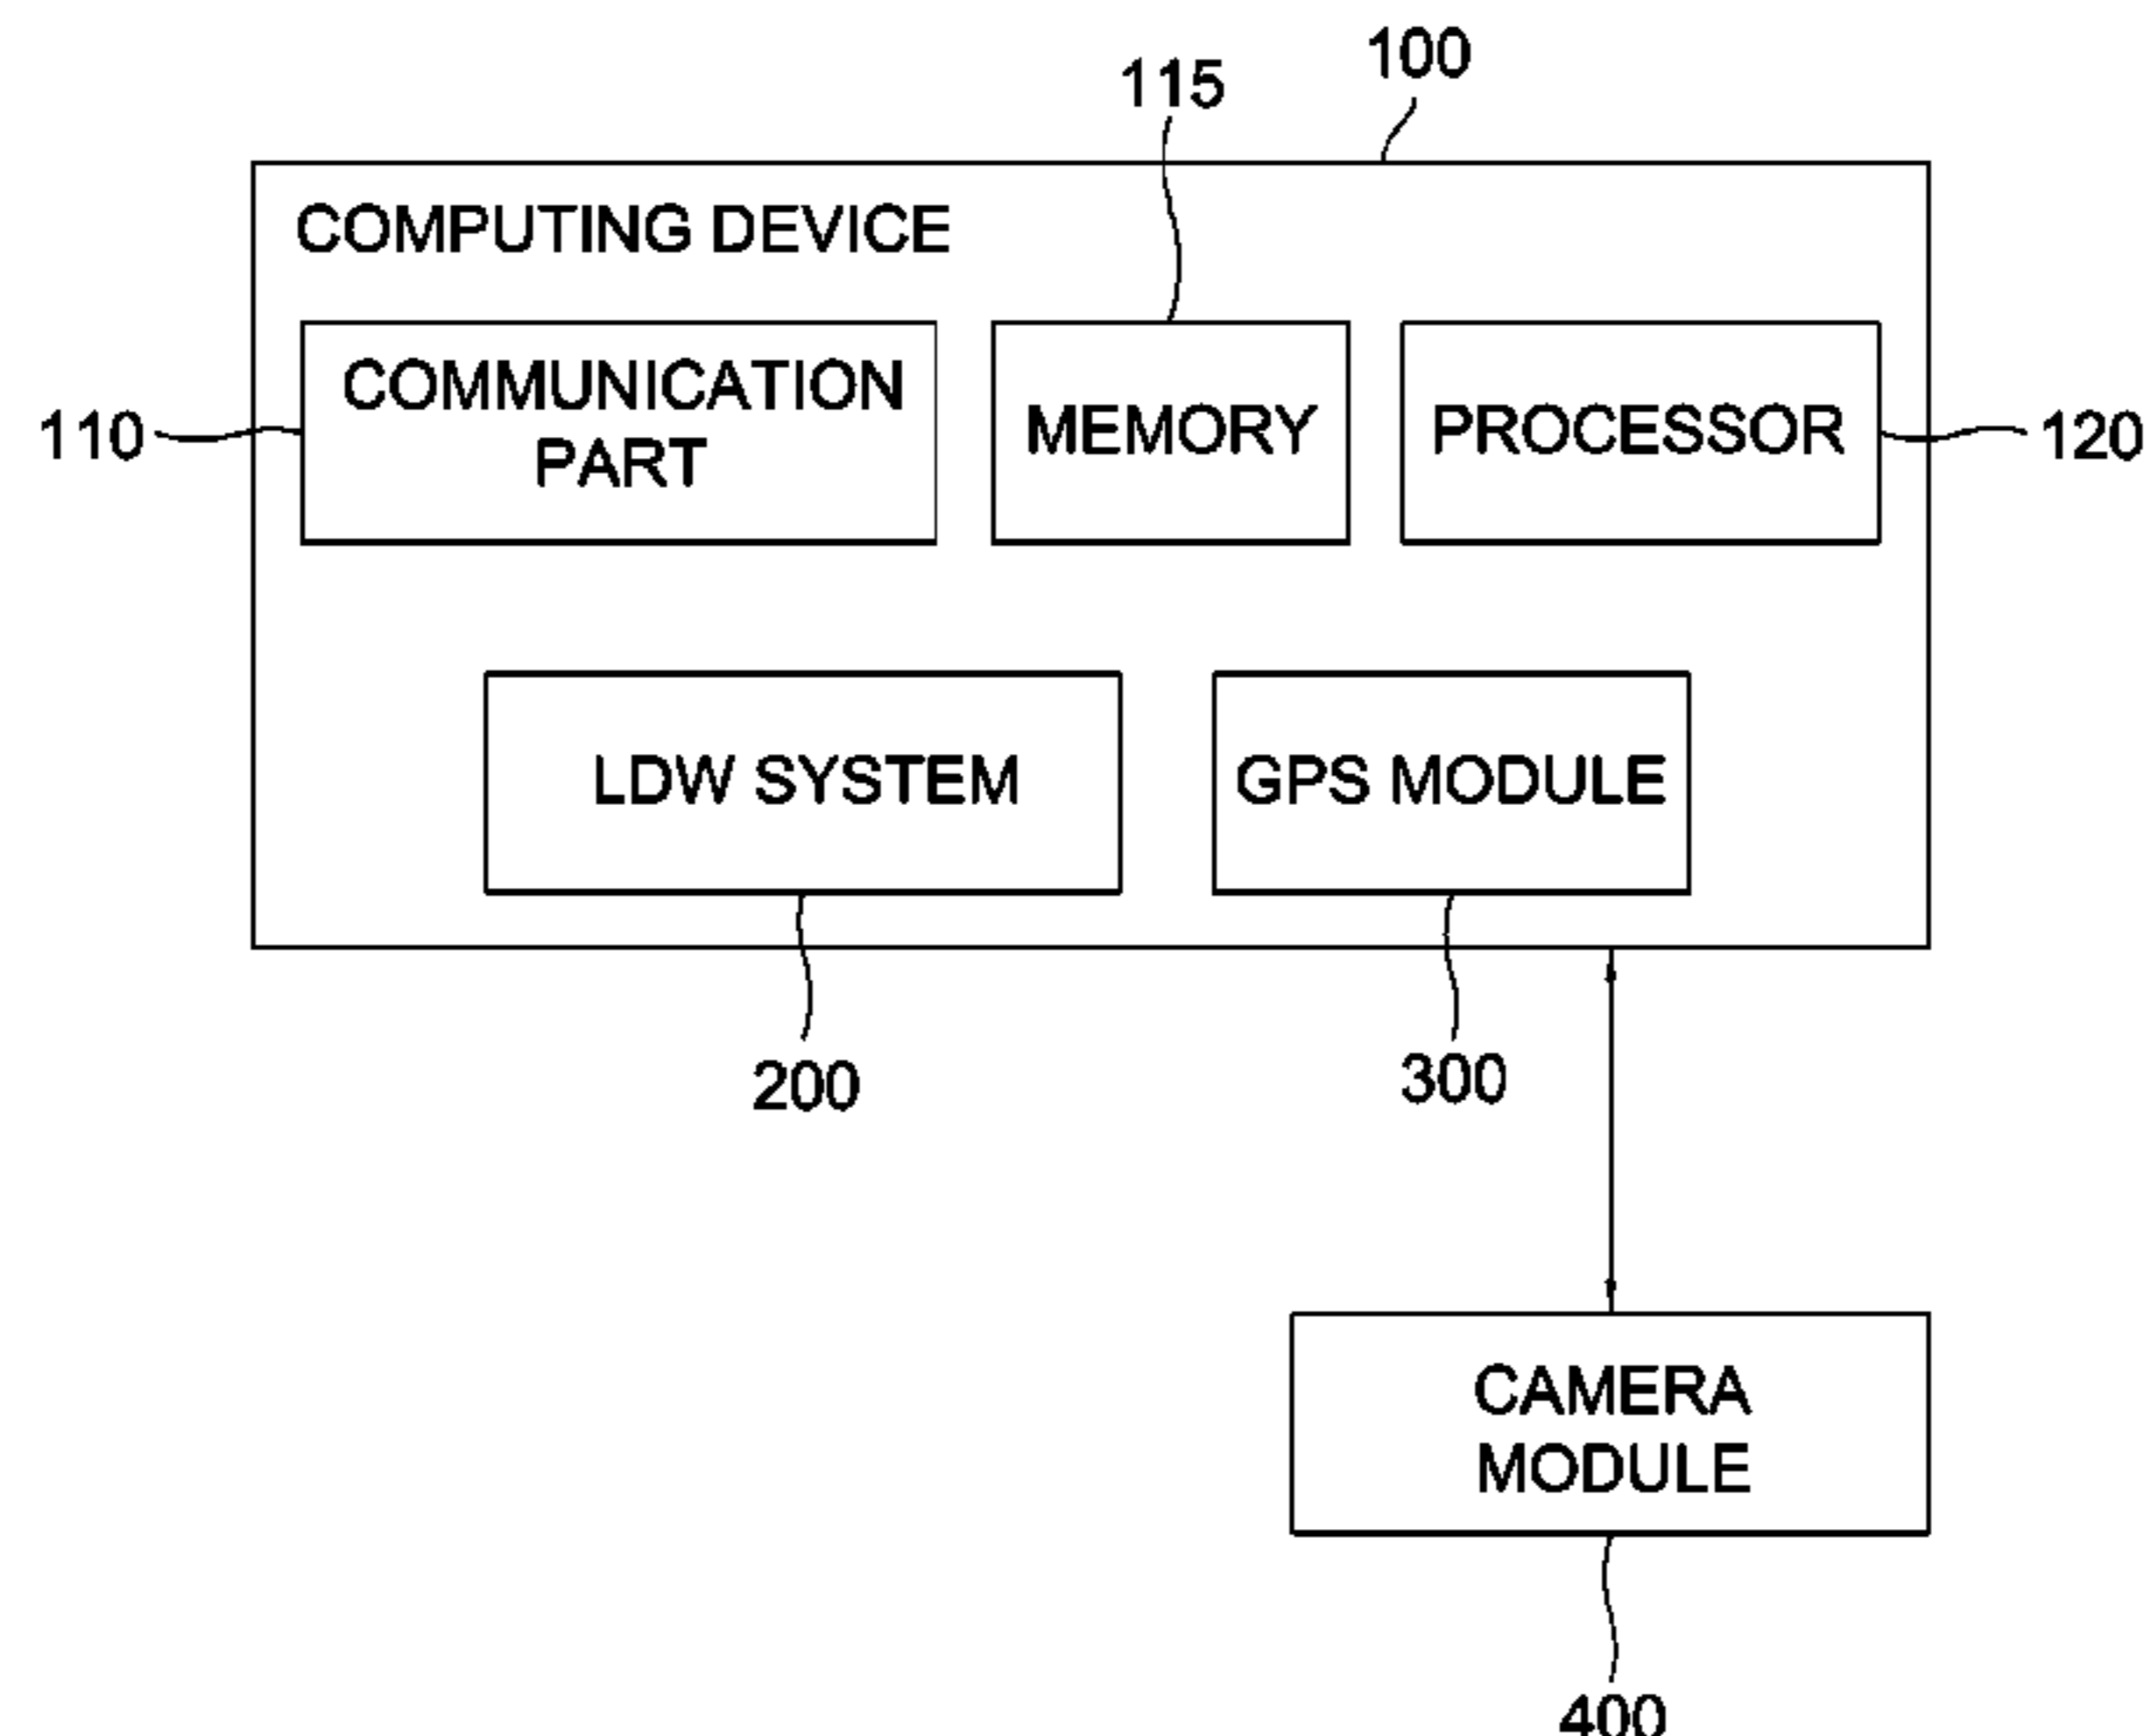 100
115
COMPUTING DEVICE
COMMUNICATION
PART
MEMORY
PROCESSOR
110
120
LDW SYSTEM
GPS MODULE
200
300
CAMERA
MODULE
400